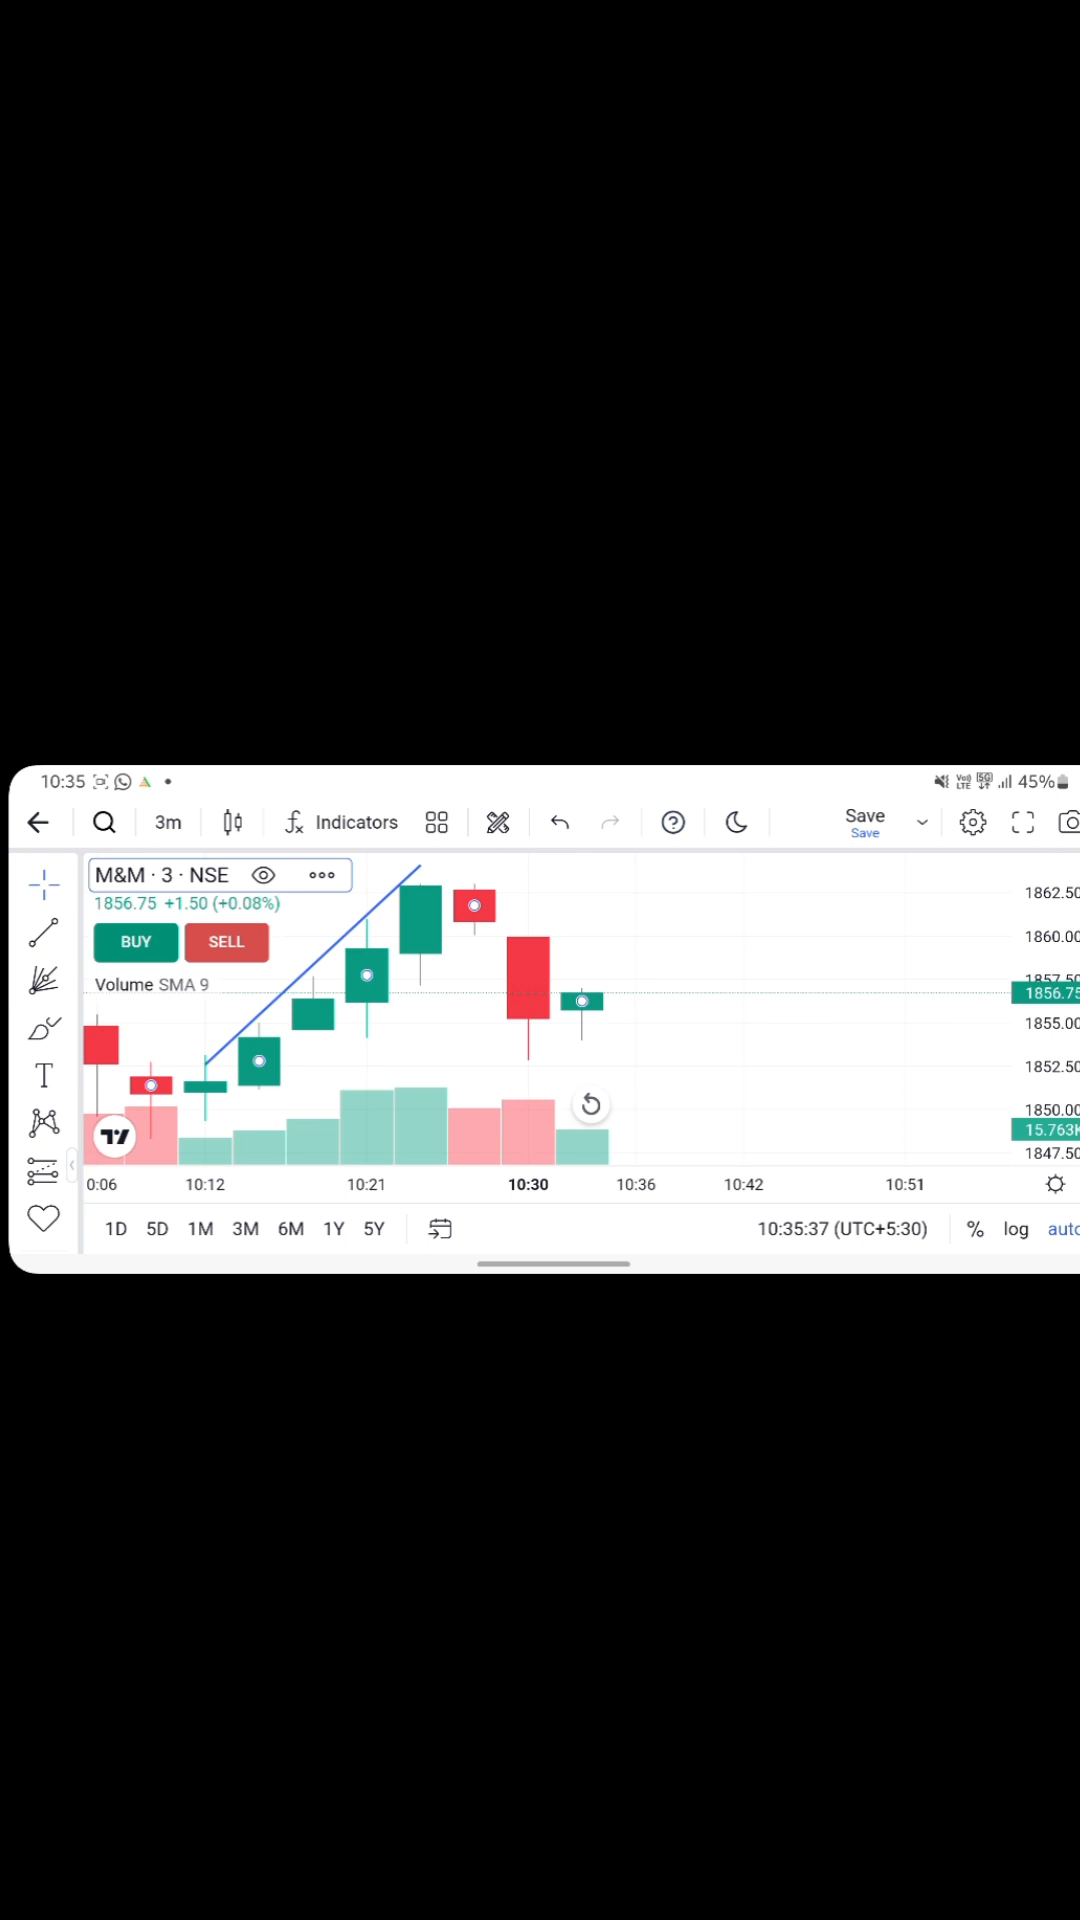 10:35 45%
3m Indicators Save
Save
M&M · 3 · NSE
1856.75 +1.50 (+0.08%)
BUY SELL
Volume SMA 9
1862.50
1860.00
1857.50
1856.75
1855.00
1852.50
1850.00
15.763K
1847.50
0:06 10:12 10:21 10:30 10:36 10:42 10:51
1D 5D 1M 3M 6M 1Y 5Y 10:35:37 (UTC+5:30) % log auto